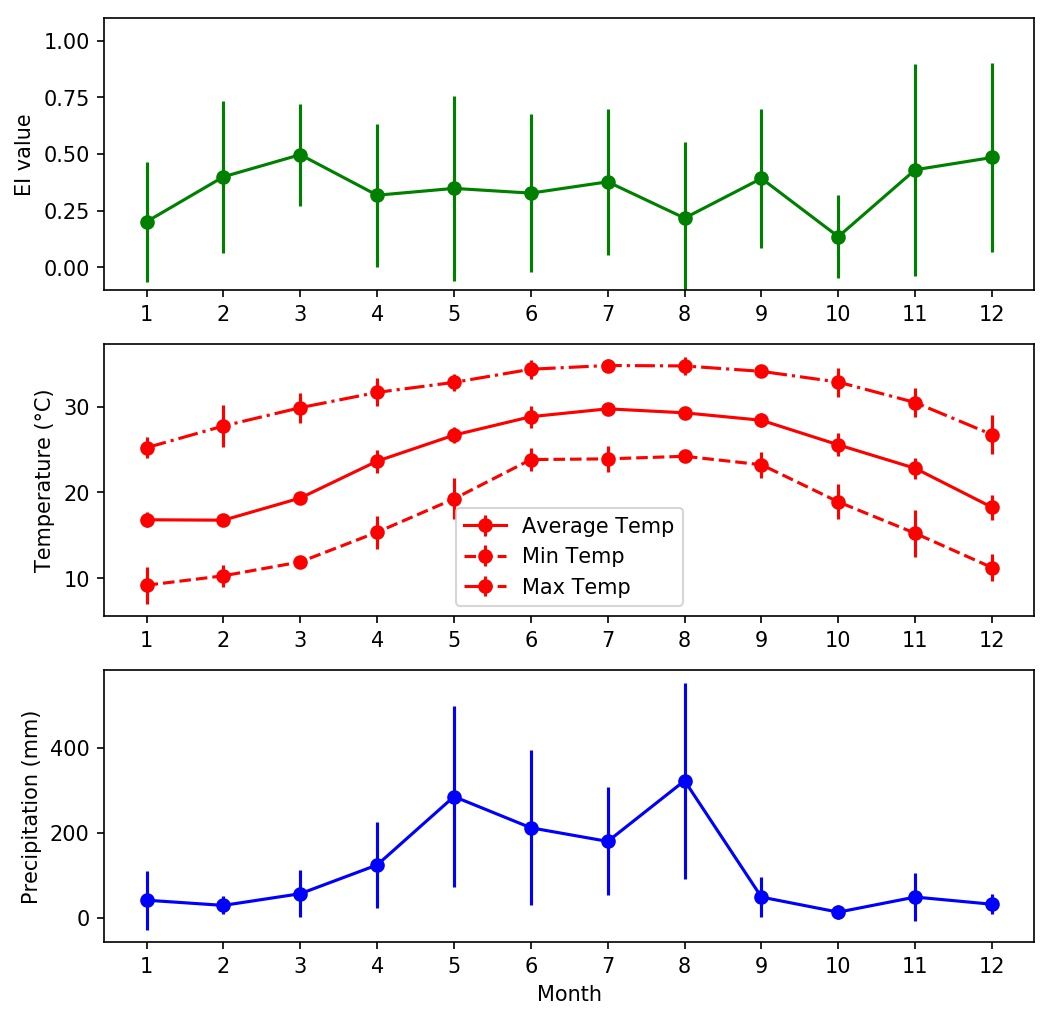 1.00
0.75
0.50
0.25
0.00
EI value
1 2 3 4 5 6 7 8 9 10 11 12
30
20
10
Temperature (°C)
Average Temp
Min Temp
Max Temp
1 2 3 4 5 6 7 8 9 10 11 12
400
200
0
Precipitation (mm)
1 2 3 4 5 6 7 8 9 10 11 12
Month